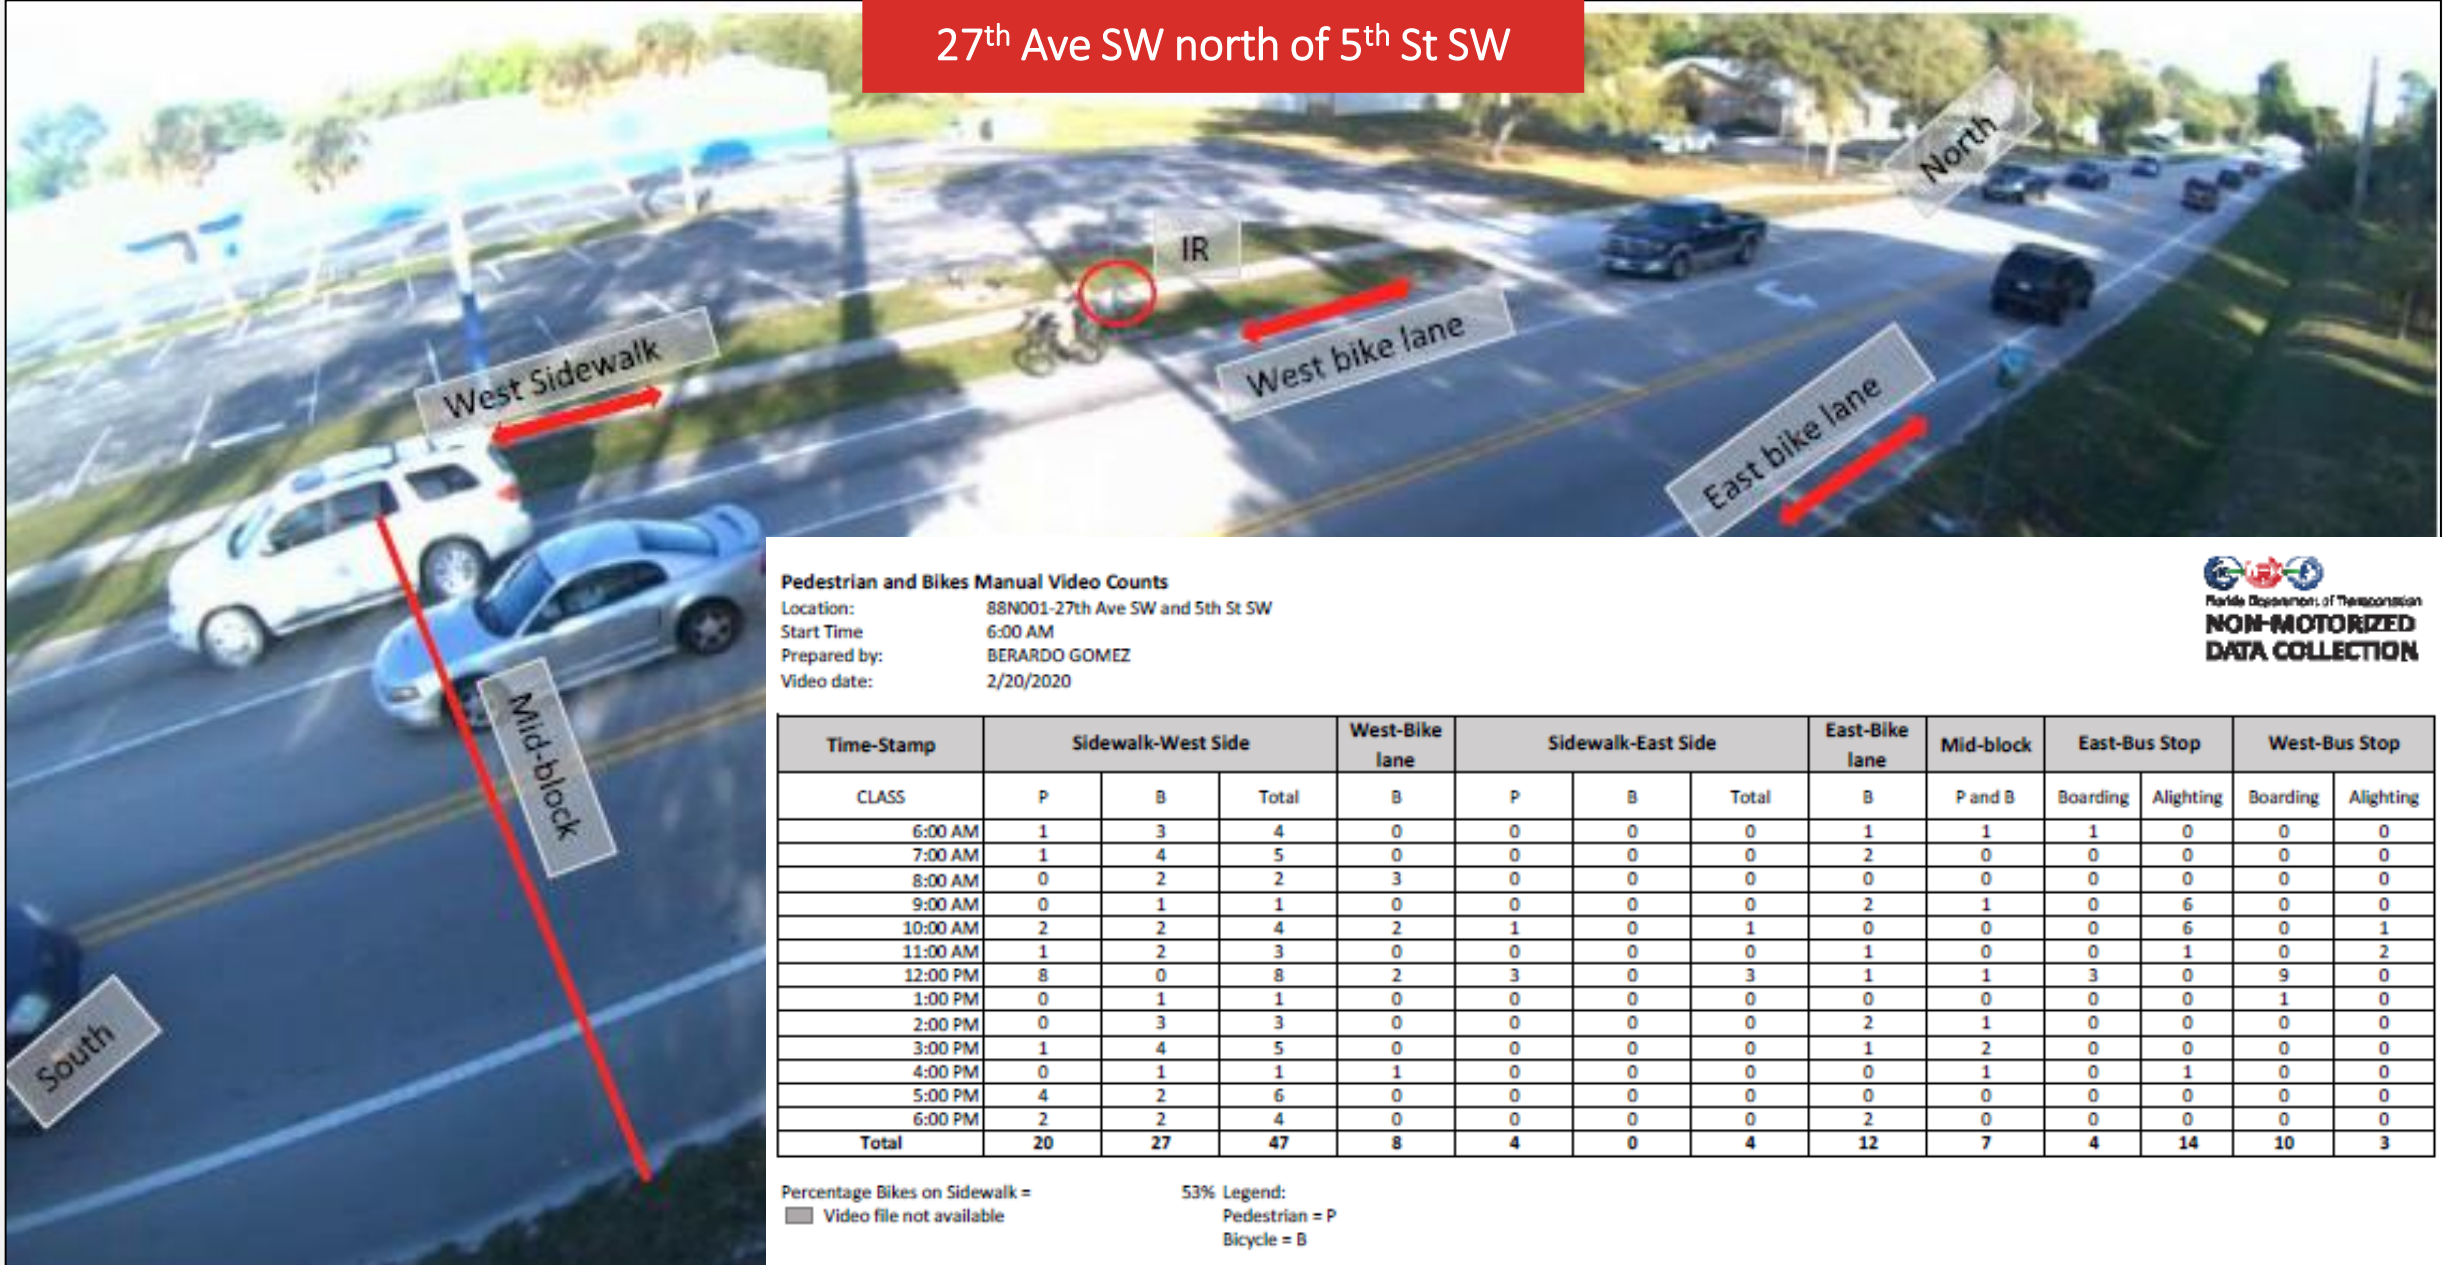 27th Ave SW north of 5th St SW
North
IR
West Sidewalk
West bike lane
East bike lane
Mid-block
South
Pedestrian and Bikes Manual Video Counts
Location: 88N001-27th Ave SW and 5th St SW
Start Time 6:00 AM
Prepared by: BERARDO GOMEZ
Video date: 2/20/2020
Florida Department of Transportation
NON-MOTORIZED
DATA COLLECTION
Time-Stamp Sidewalk-West Side West-Bike lane Sidewalk-East Side East-Bike lane Mid-block East-Bus Stop West-Bus Stop
CLASS P B Total B P B Total B P and B Boarding Alighting Boarding Alighting
6:00 AM 1 3 4 0 0 0 0 1 1 1 0 0 0
7:00 AM 1 4 5 0 0 0 0 2 0 0 0 0 0
8:00 AM 0 2 2 3 0 0 0 0 0 0 0 0 0
9:00 AM 0 1 1 0 0 0 0 2 1 0 6 0 0
10:00 AM 2 2 4 2 1 0 1 0 0 0 6 0 1
11:00 AM 1 2 3 0 0 0 0 1 0 0 1 0 2
12:00 PM 8 0 8 2 3 0 3 1 1 3 0 9 0
1:00 PM 0 1 1 0 0 0 0 0 0 0 0 1 0
2:00 PM 0 3 3 0 0 0 0 2 1 0 0 0 0
3:00 PM 1 4 5 0 0 0 0 1 2 0 0 0 0
4:00 PM 0 1 1 1 0 0 0 0 1 0 1 0 0
5:00 PM 4 2 6 0 0 0 0 0 0 0 0 0 0
6:00 PM 2 2 4 0 0 0 0 2 0 0 0 0 0
Total 20 27 47 8 4 0 4 12 7 4 14 10 3
Percentage Bikes on Sidewalk = 53% Legend:
Video file not available Pedestrian = P
Bicycle = B